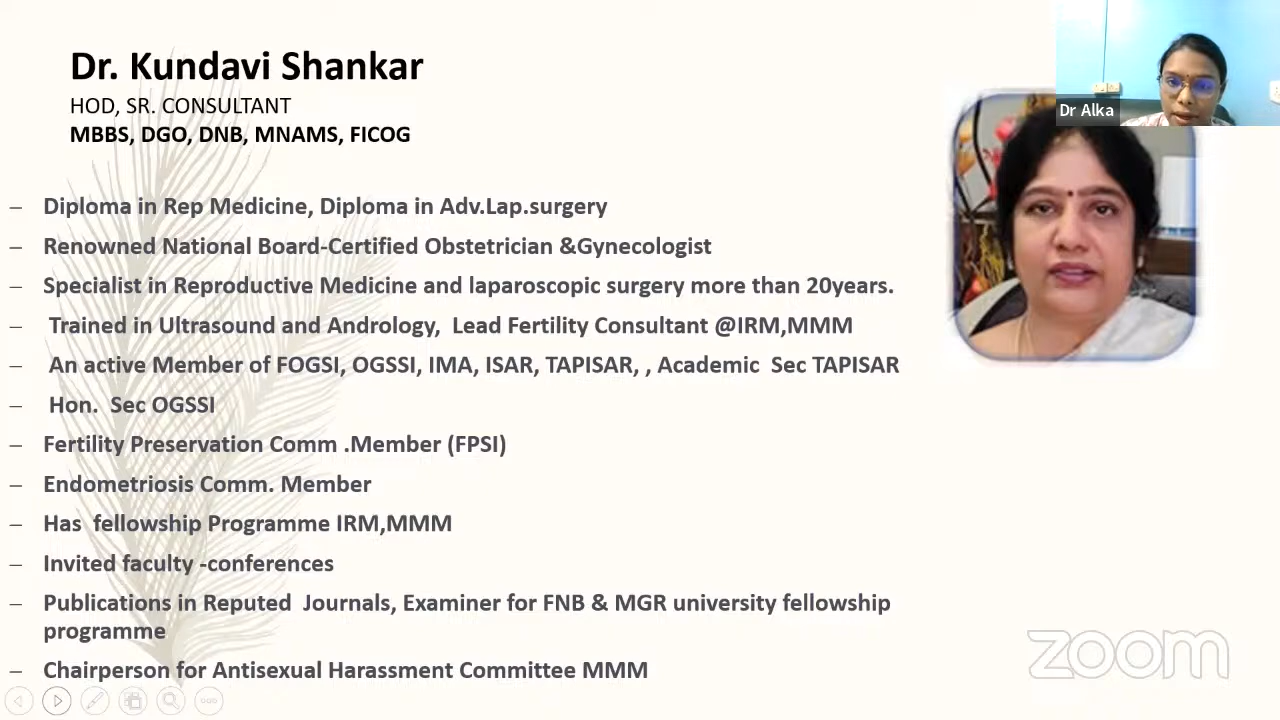 Dr. Kundavi Shankar
HOD, SR. CONSULTANT
MBBS, DGO, DNB, MNAMS, FICOG
Dr Alka
– Diploma in Rep Medicine, Diploma in Adv.Lap.surgery
– Renowned National Board-Certified Obstetrician &Gynecologist
– Specialist in Reproductive Medicine and laparoscopic surgery more than 20years.
– Trained in Ultrasound and Andrology, Lead Fertility Consultant @IRM,MMM
– An active Member of FOGSI, OGSSI, IMA, ISAR, TAPISAR, , Academic Sec TAPISAR
– Hon. Sec OGSSI
– Fertility Preservation Comm .Member (FPSI)
– Endometriosis Comm. Member
– Has fellowship Programme IRM,MMM
– Invited faculty -conferences
– Publications in Reputed Journals, Examiner for FNB & MGR university fellowship
programme
– Chairperson for Antisexual Harassment Committee MMM
zoom